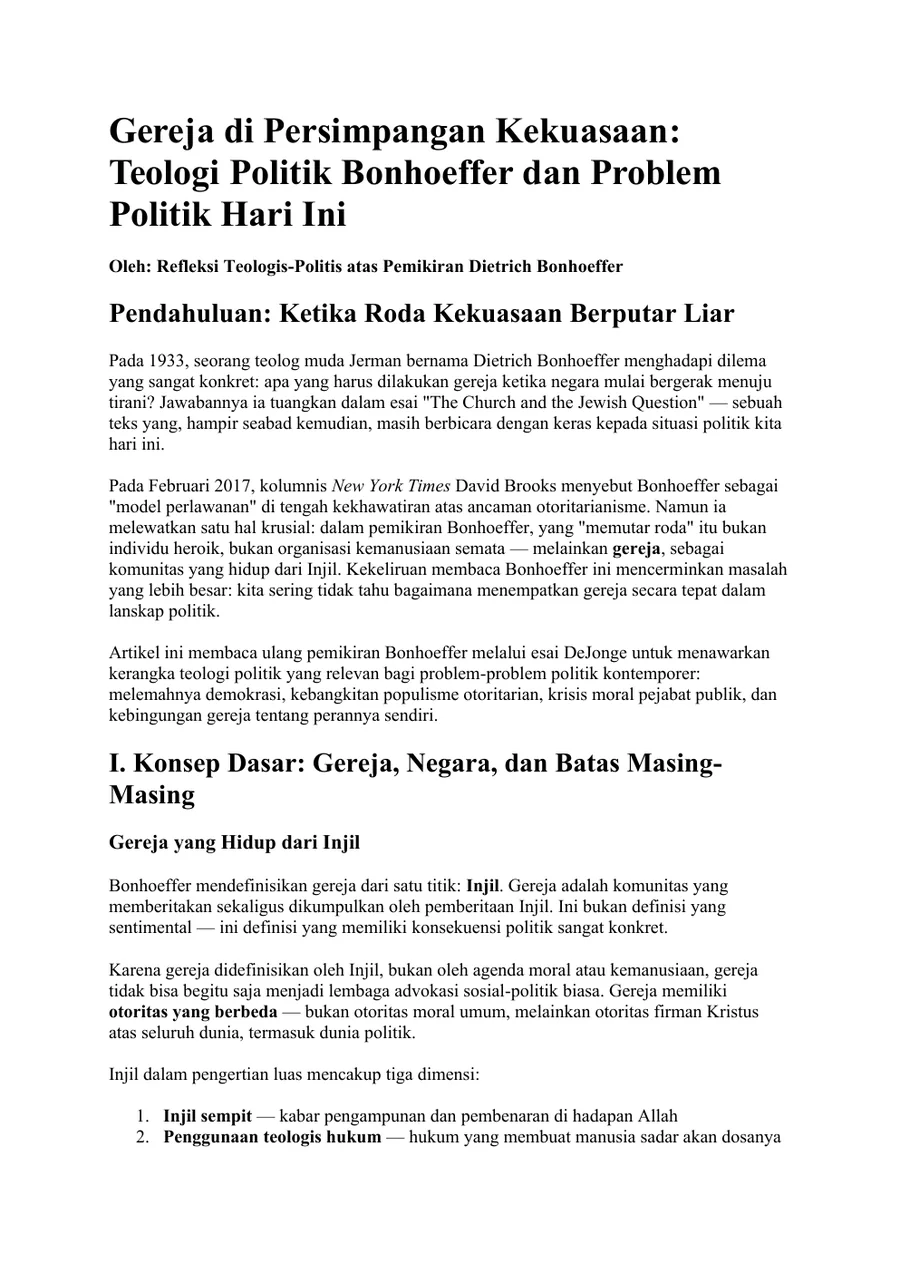 Gereja di Persimpangan Kekuasaan:
Teologi Politik Bonhoeffer dan Problem
Politik Hari Ini
Oleh: Refleksi Teologis-Politis atas Pemikiran Dietrich Bonhoeffer
Pendahuluan: Ketika Roda Kekuasaan Berputar Liar
Pada 1933, seorang teolog muda Jerman bernama Dietrich Bonhoeffer menghadapi dilema
yang sangat konkret: apa yang harus dilakukan gereja ketika negara mulai bergerak menuju
tirani? Jawabannya ia tuangkan dalam esai "The Church and the Jewish Question" — sebuah
teks yang, hampir seabad kemudian, masih berbicara dengan keras kepada situasi politik kita
hari ini.
Pada Februari 2017, kolumnis New York Times David Brooks menyebut Bonhoeffer sebagai
"model perlawanan" di tengah kekhawatiran atas ancaman otoritarianisme. Namun ia
melewatkan satu hal krusial: dalam pemikiran Bonhoeffer, yang "memutar roda" itu bukan
individu heroik, bukan organisasi kemanusiaan semata — melainkan gereja, sebagai
komunitas yang hidup dari Injil. Kekeliruan membaca Bonhoeffer ini mencerminkan masalah
yang lebih besar: kita sering tidak tahu bagaimana menempatkan gereja secara tepat dalam
lanskap politik.
Artikel ini membaca ulang pemikiran Bonhoeffer melalui esai DeJonge untuk menawarkan
kerangka teologi politik yang relevan bagi problem-problem politik kontemporer:
melemahnya demokrasi, kebangkitan populisme otoritarian, krisis moral pejabat publik, dan
kebingungan gereja tentang perannya sendiri.
I. Konsep Dasar: Gereja, Negara, dan Batas Masing-
Masing
Gereja yang Hidup dari Injil
Bonhoeffer mendefinisikan gereja dari satu titik: Injil. Gereja adalah komunitas yang
memberitakan sekaligus dikumpulkan oleh pemberitaan Injil. Ini bukan definisi yang
sentimental — ini definisi yang memiliki konsekuensi politik sangat konkret.
Karena gereja didefinisikan oleh Injil, bukan oleh agenda moral atau kemanusiaan, gereja
tidak bisa begitu saja menjadi lembaga advokasi sosial-politik biasa. Gereja memiliki
otoritas yang berbeda — bukan otoritas moral umum, melainkan otoritas firman Kristus
atas seluruh dunia, termasuk dunia politik.
Injil dalam pengertian luas mencakup tiga dimensi:
1. Injil sempit — kabar pengampunan dan pembenaran di hadapan Allah
2. Penggunaan teologis hukum — hukum yang membuat manusia sadar akan dosanya